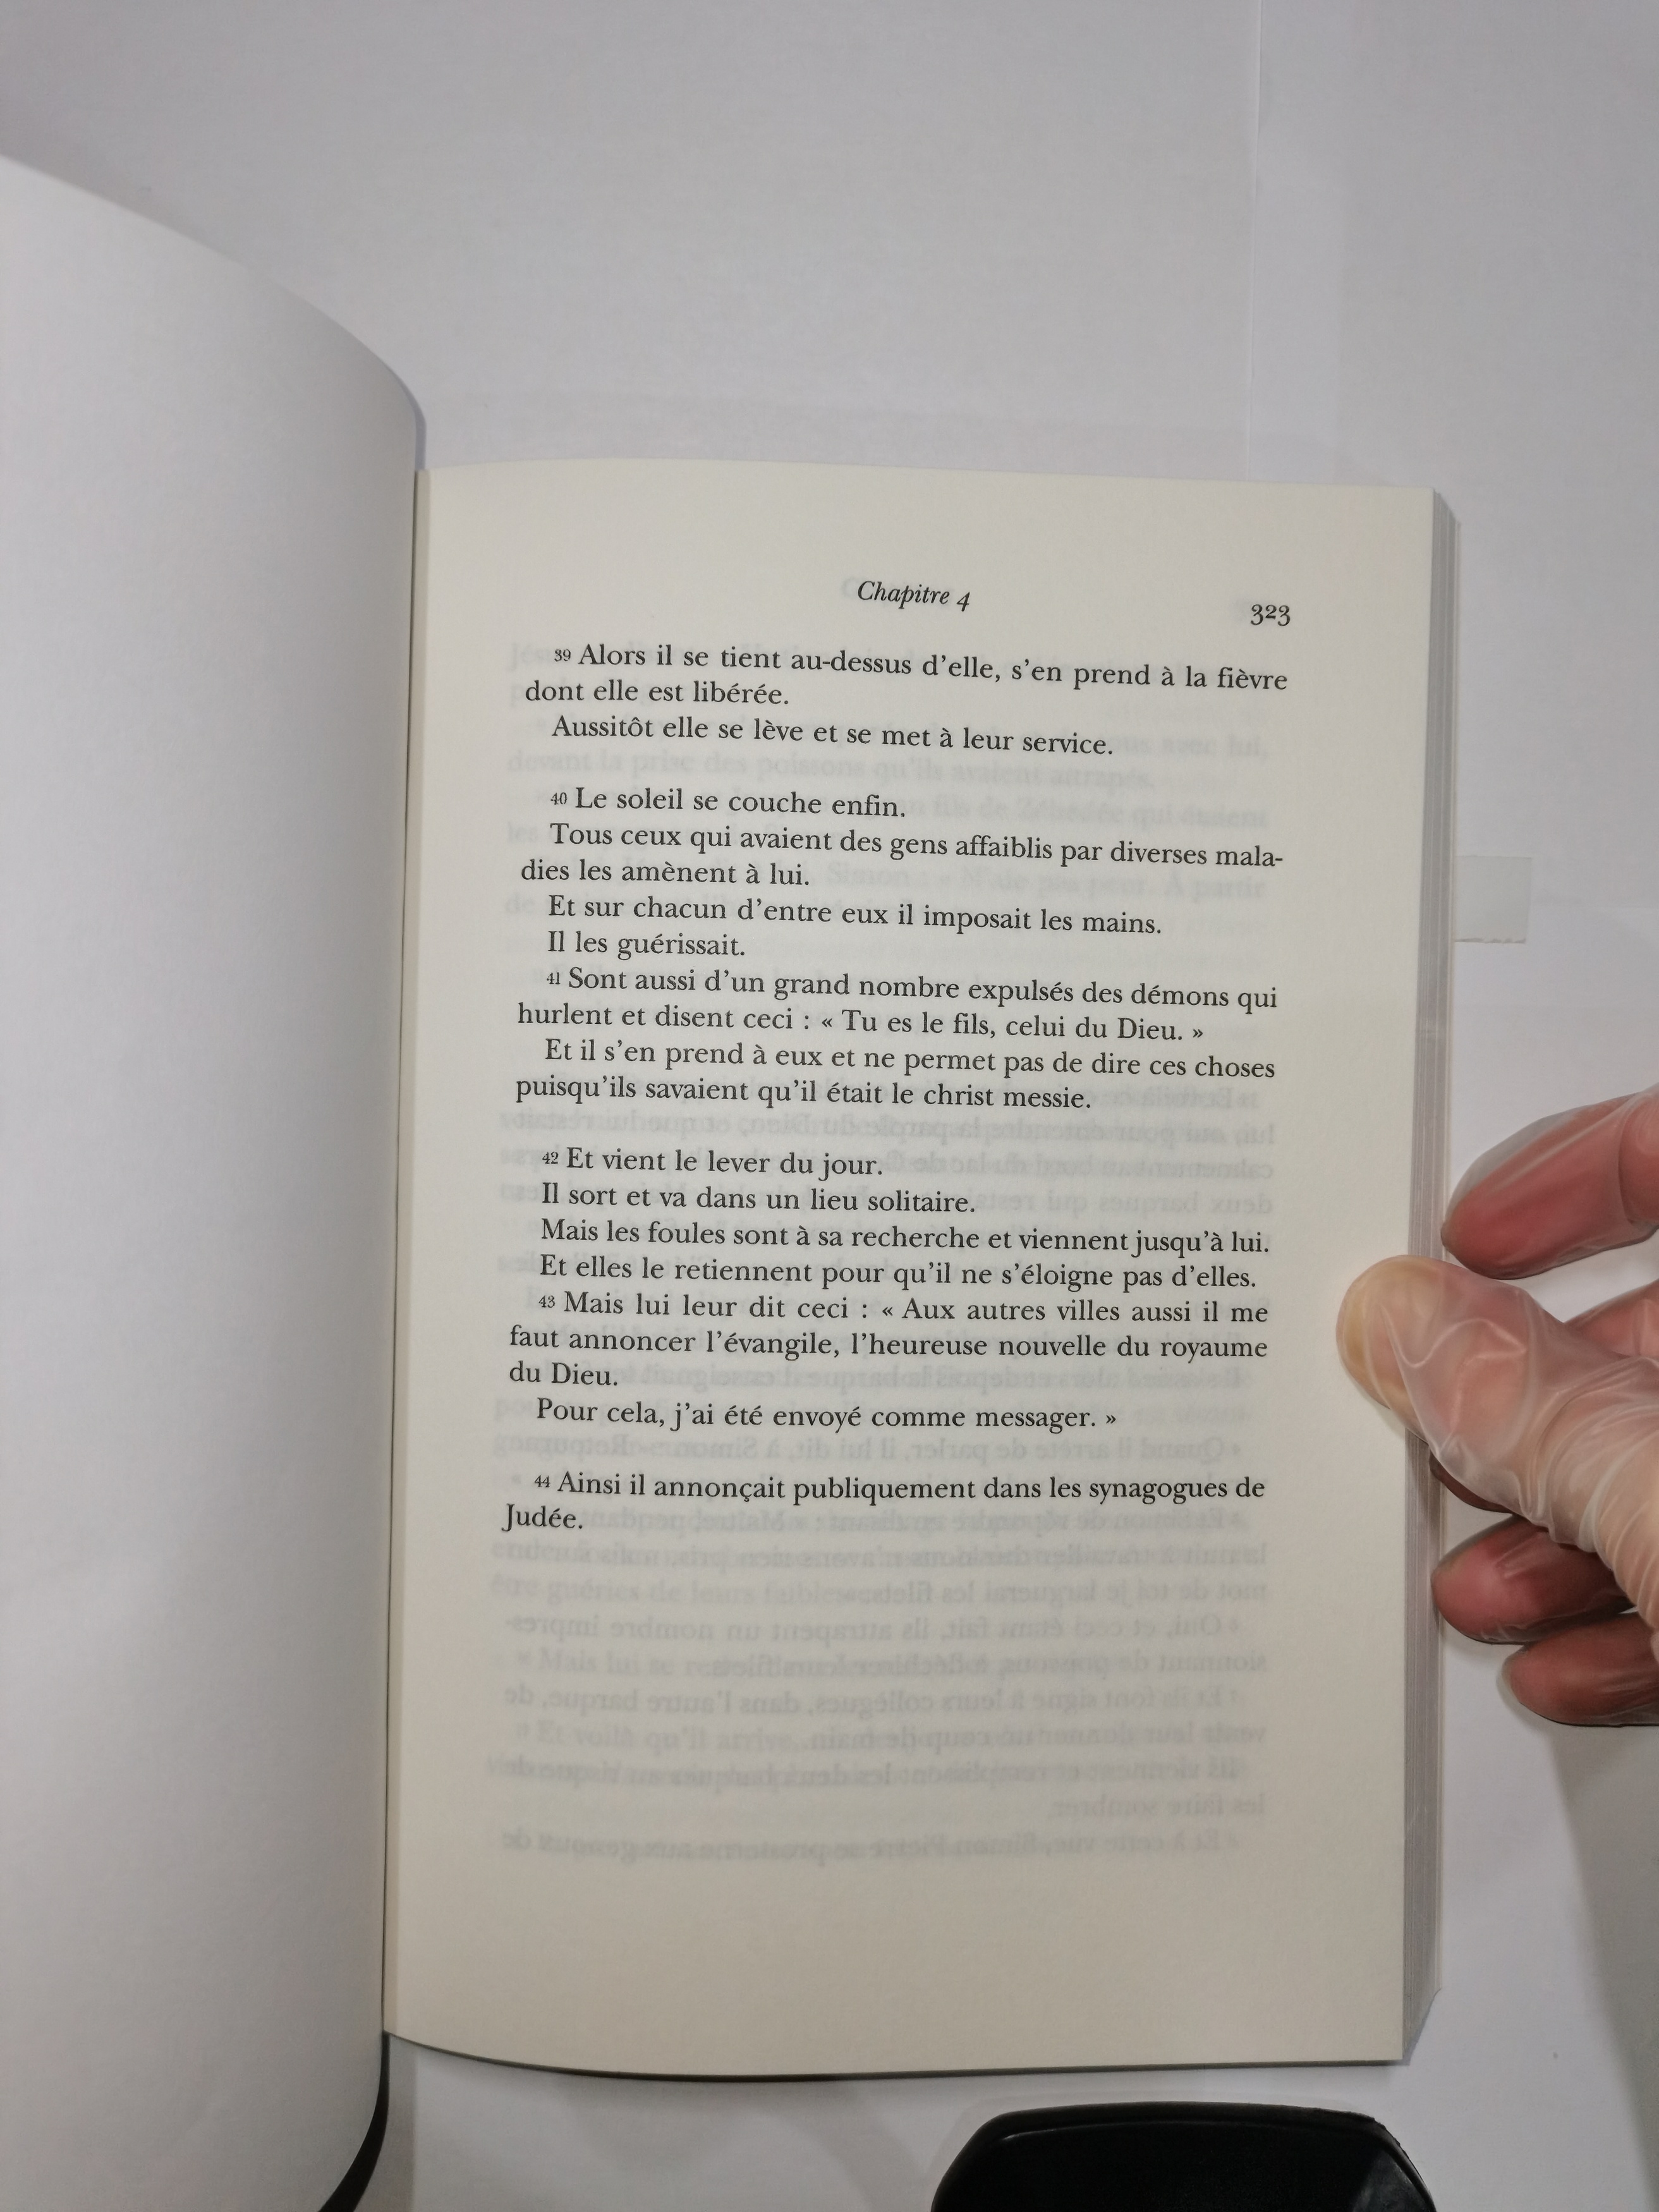 Chapitre 4
323
39 Alors il se tient au-dessus d'elle, s'en prend à la fièvre
dont elle est libérée.
Aussitôt elle se lève et se met à leur service.
40 Le soleil se couche enfin.
Tous ceux qui avaient des gens affaiblis par diverses mala-
dies les amènent à lui.
Et sur chacun d'entre eux il imposait les mains.
Il les guérissait.
41 Sont aussi d'un grand nombre expulsés des démons qui
hurlent et disent ceci : « Tu es le fils, celui du Dieu. »
Et il s'en prend à eux et ne permet pas de dire ces choses
puisqu'ils savaient qu'il était le christ messie.
42 Et vient le lever du jour.
Il sort et va dans un lieu solitaire.
Mais les foules sont à sa recherche et viennent jusqu'à lui.
Et elles le retiennent pour qu'il ne s'éloigne pas d'elles.
43 Mais lui leur dit ceci : « Aux autres villes aussi il me
faut annoncer l'évangile, l'heureuse nouvelle du royaume
du Dieu.
Pour cela, j'ai été envoyé comme messager. »
44 Ainsi il annonçait publiquement dans les synagogues de
Judée.